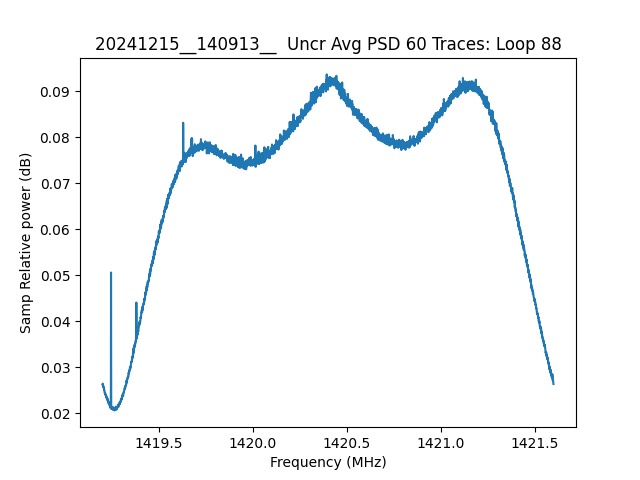 20241215__140913__ Uncr Avg PSD 60 Traces: Loop 88
0.09
0.08
0.07
0.06
0.05
0.04
0.03
0.02
Samp Relative power (dB)
1419.5 1420.0 1420.5 1421.0 1421.5
Frequency (MHz)